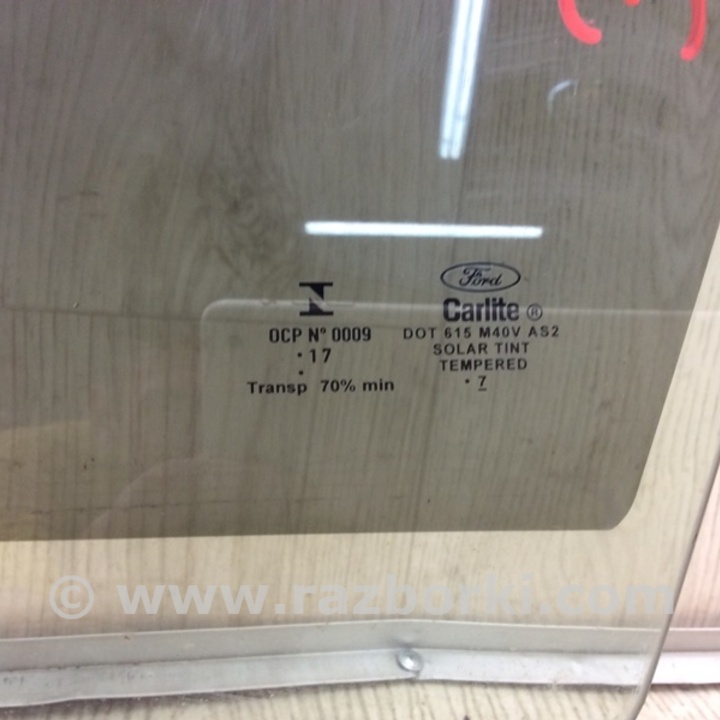 OCP Nº 0009
· 17
·
Transp 70% min
Ford
Carlite ®
DOT 615 M40V AS2
SOLAR TINT
TEMPERED
· 7
© www.razborki.com